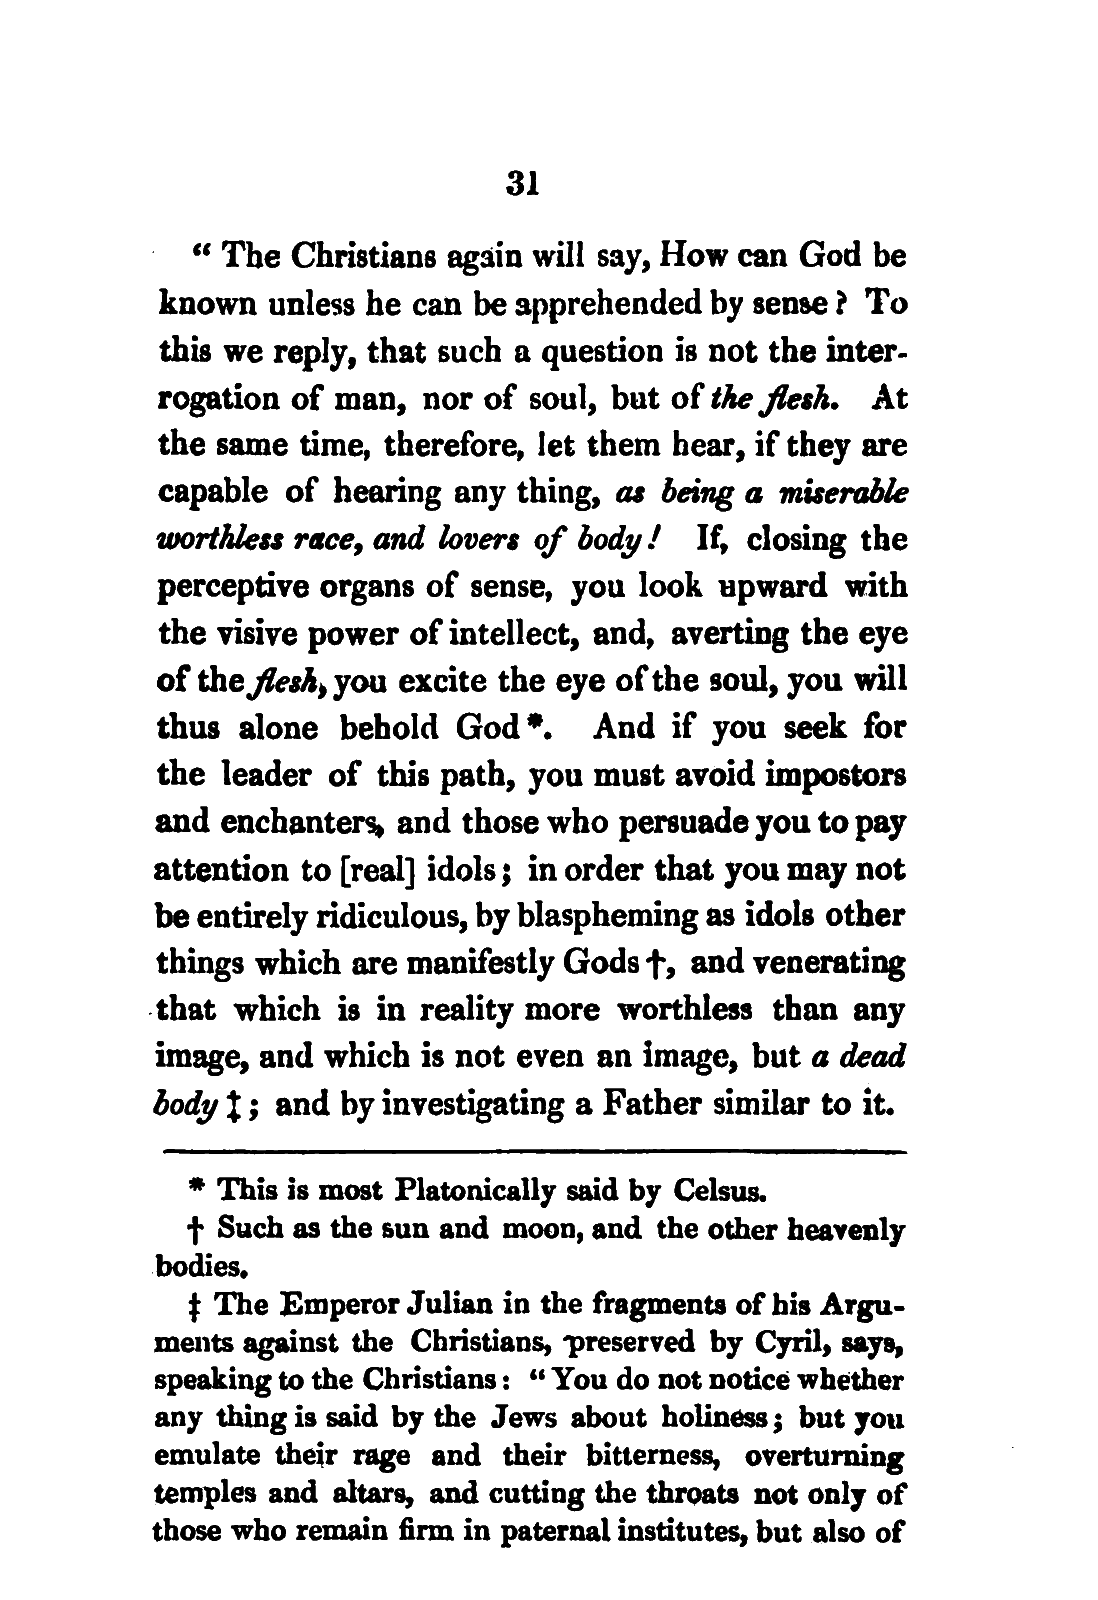 31
“ The Christians again will say, How can God be
known unless he can be apprehended by sense ? To
this we reply, that such a question is not the inter-
rogation of man, nor of soul, but of the flesh. At
the same time, therefore, let them hear, if they are
capable of hearing any thing, as being a miserable
worthless race, and lovers of body ! If, closing the
perceptive organs of sense, you look upward with
the visive power of intellect, and, averting the eye
of the flesh, you excite the eye of the soul, you will
thus alone behold God *. And if you seek for
the leader of this path, you must avoid impostors
and enchanters, and those who persuade you to pay
attention to [real] idols ; in order that you may not
be entirely ridiculous, by blaspheming as idols other
things which are manifestly Gods †, and venerating
that which is in reality more worthless than any
image, and which is not even an image, but a dead
body ‡ ; and by investigating a Father similar to it.
* This is most Platonically said by Celsus.
† Such as the sun and moon, and the other heavenly
bodies.
‡ The Emperor Julian in the fragments of his Argu-
ments against the Christians, preserved by Cyril, says,
speaking to the Christians : “ You do not notice whether
any thing is said by the Jews about holiness ; but you
emulate their rage and their bitterness, overturning
temples and altars, and cutting the throats not only of
those who remain firm in paternal institutes, but also of